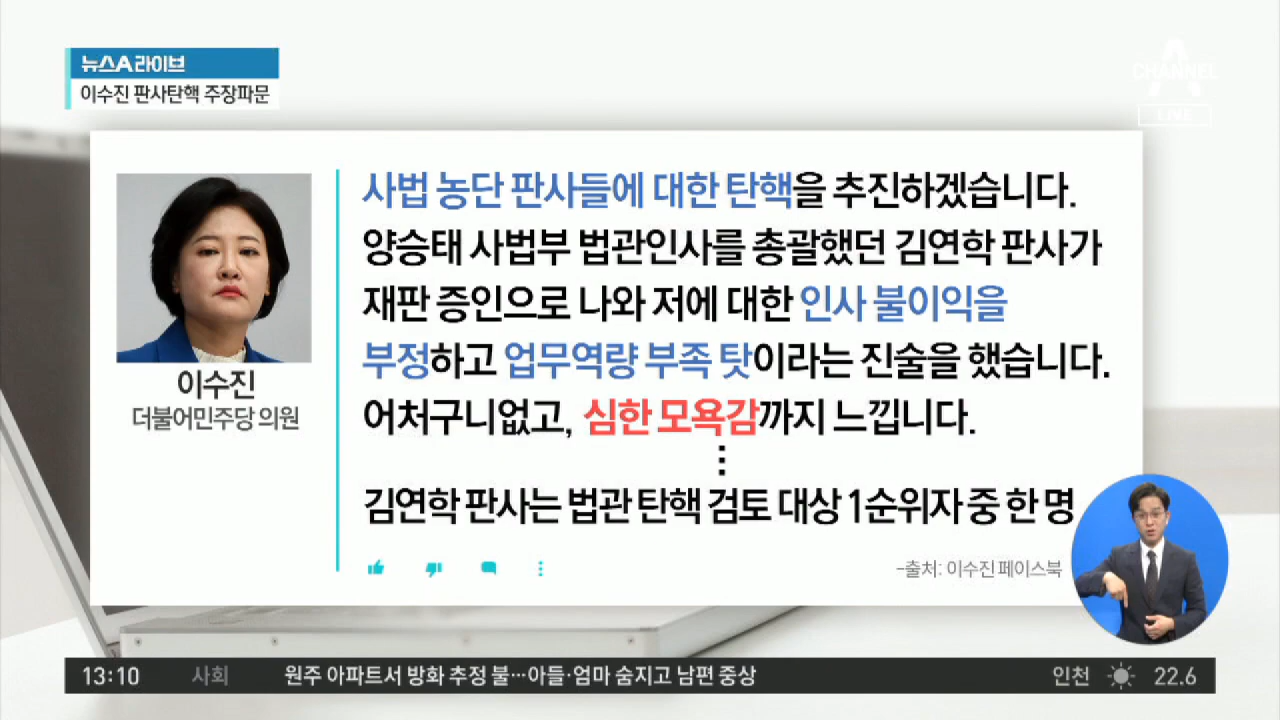 뉴스A 라이브
이수진 판사탄핵 주장파문
CHANNEL A
LIVE
사법 농단 판사들에 대한 탄핵을 추진하겠습니다.
양승태 사법부 법관인사를 총괄했던 김연학 판사가
재판 증인으로 나와 저에 대한 인사 불이익을
부정하고 업무역량 부족 탓이라는 진술을 했습니다.
어처구니없고, 심한 모욕감까지 느낍니다.
⋮
김연학 판사는 법관 탄핵 검토 대상 1순위자 중 한 명
이수진
더불어민주당 의원
-출처: 이수진 페이스북
13:10 사회 원주 아파트서 방화 추정 불…아들·엄마 숨지고 남편 중상 인천 22.6